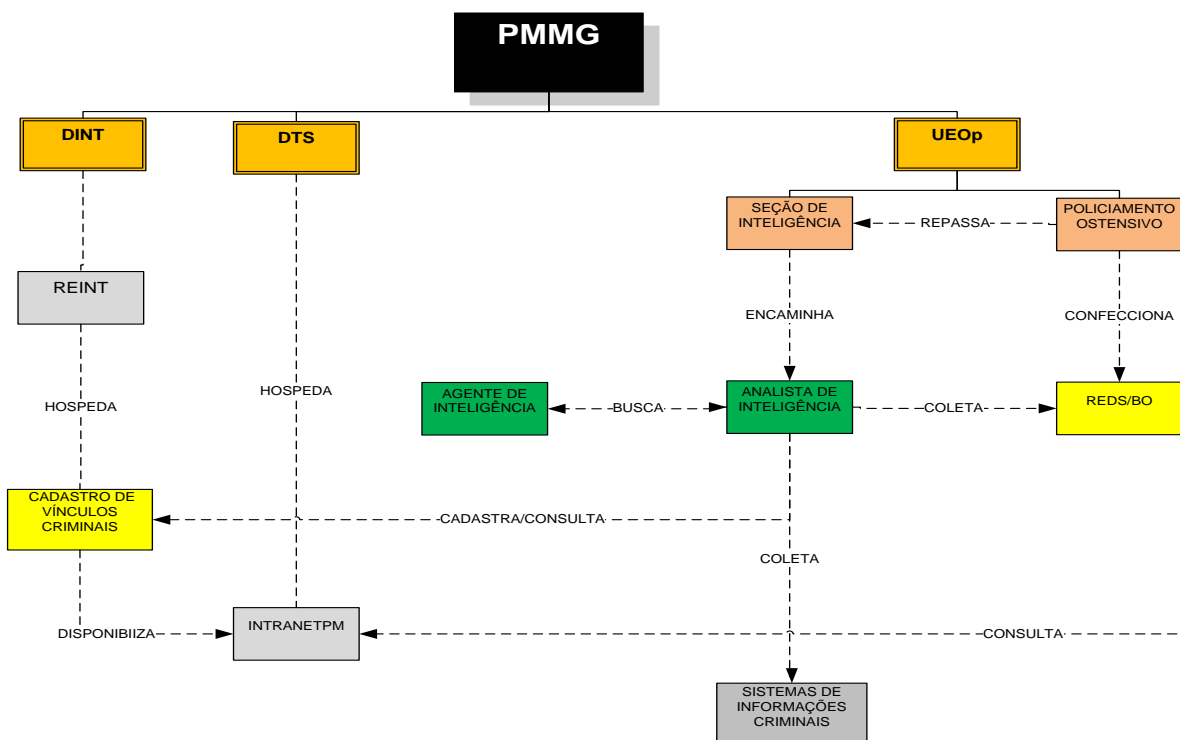 PMMG
DINT
DTS
UEOp
SEÇÃO DE
INTELIGÊNCIA
REPASSA
POLICIAMENTO
OSTENSIVO
REINT
ENCAMINHA
CONFECCIONA
HOSPEDA
HOSPEDA
AGENTE DE
INTELIGÊNCIA
BUSCA
ANALISTA DE
INTELIGÊNCIA
COLETA
REDS/BO
CADASTRO DE
VÍNCULOS
CRIMINAIS
CADASTRA/CONSULTA
COLETA
DISPONIBIIZA
INTRANETPM
CONSULTA
SISTEMAS DE
INFORMAÇÕES
CRIMINAIS